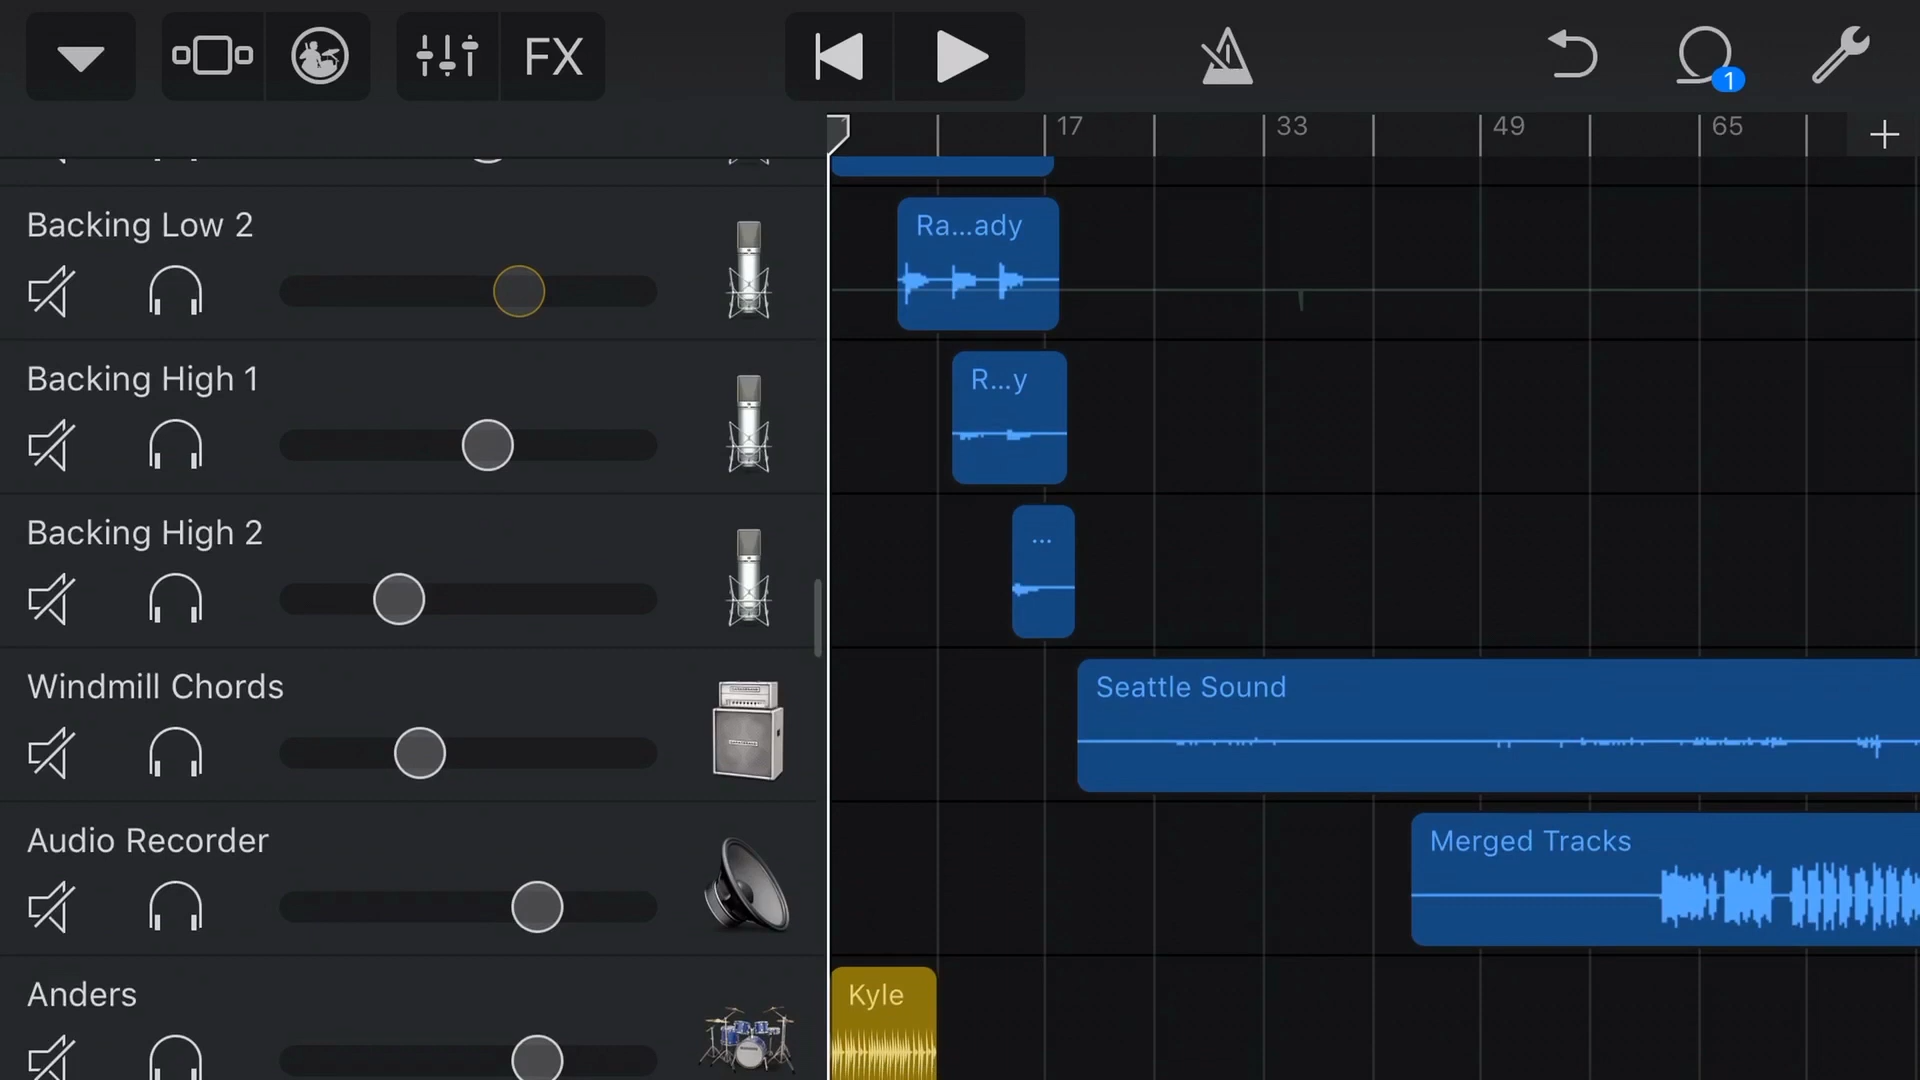 FX
1
17
33
49
65
Backing Low 2
Ra...ady
Backing High 1
R...y
Backing High 2
...
Windmill Chords
Seattle Sound
Audio Recorder
Merged Tracks
Anders
Kyle